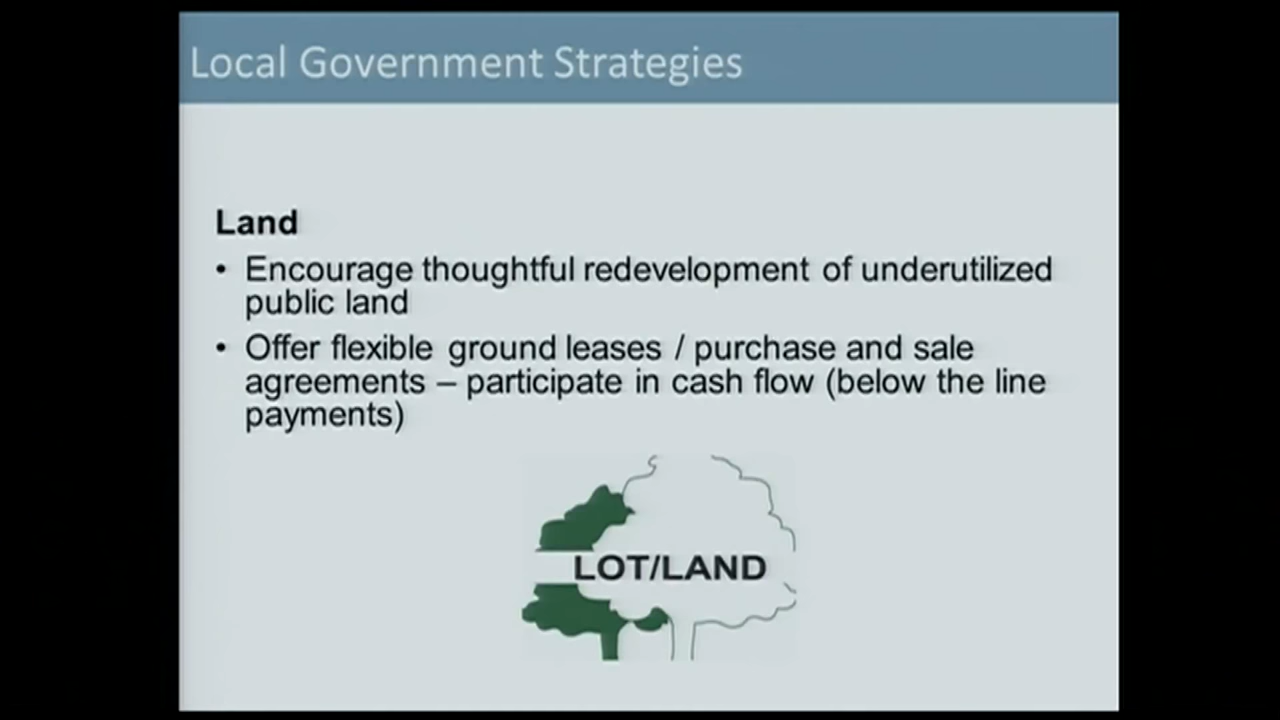 Local Government Strategies
Land
• Encourage thoughtful redevelopment of underutilized
public land
• Offer flexible ground leases / purchase and sale
agreements – participate in cash flow (below the line
payments)
LOT/LAND